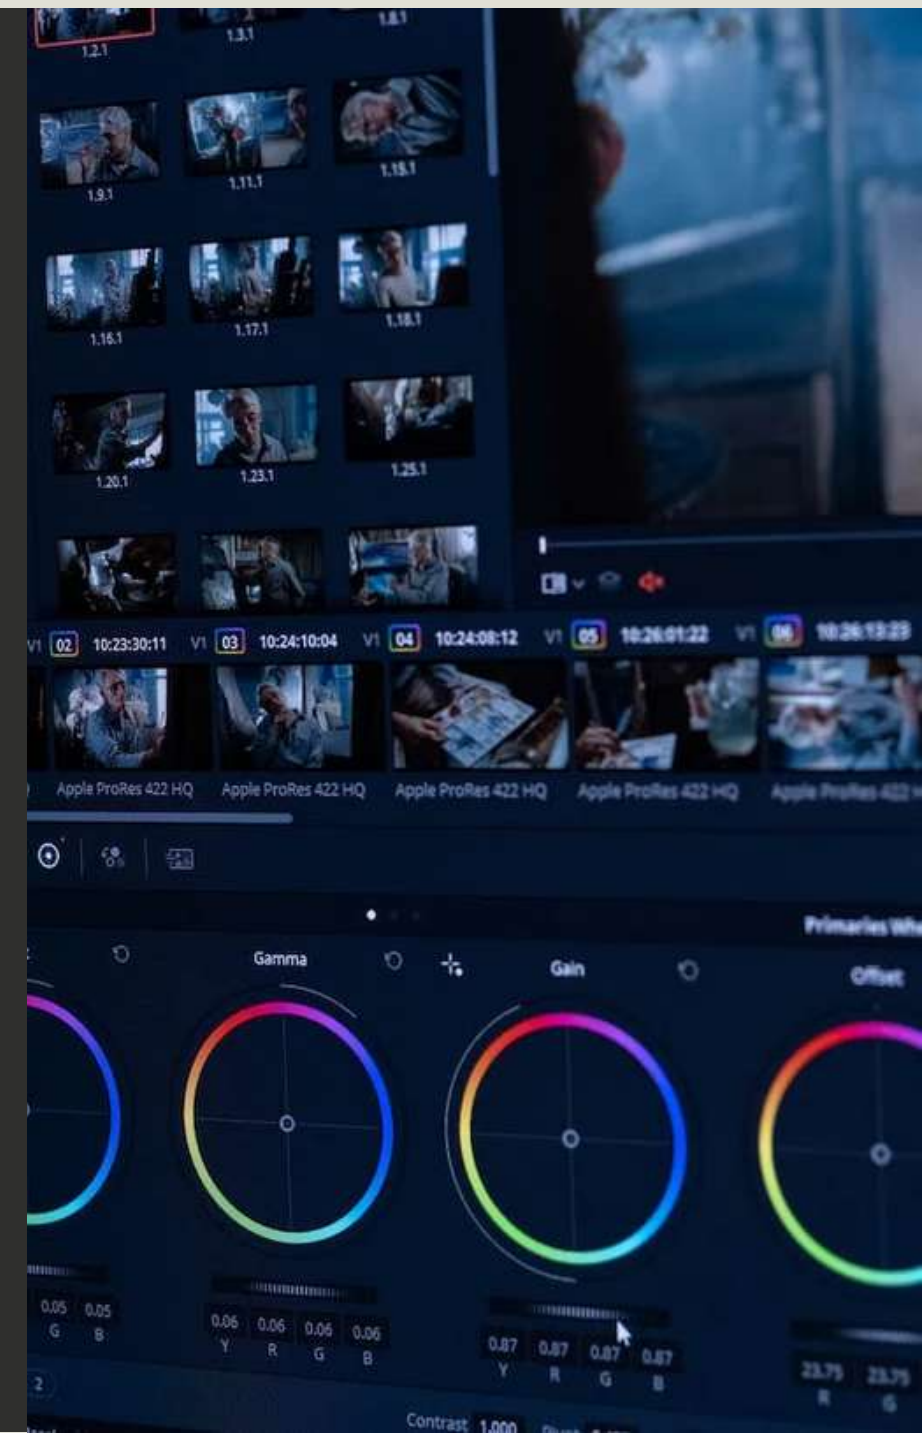 1.2.1
1.3.1
1.8.1
1.9.1
1.11.1
1.15.1
1.16.1
1.17.1
1.18.1
1.20.1
1.23.1
1.25.1
V1 02 10:23:30:11 V1 03 10:24:10:04 V1 04 10:24:08:12 V1 05 10:26:01:22 V1 06 10:26:13:23
Apple ProRes 422 HQ Apple ProRes 422 HQ Apple ProRes 422 HQ Apple ProRes 422 HQ Apple ProRes 422
Primaries
Gamma Gain Offset
0.05 0.05 0.06 0.06 0.06 0.06 0.87 0.87 0.87 0.87 23.75 23.75
G B Y R G B Y R G B R G
2
Contrast 1.000